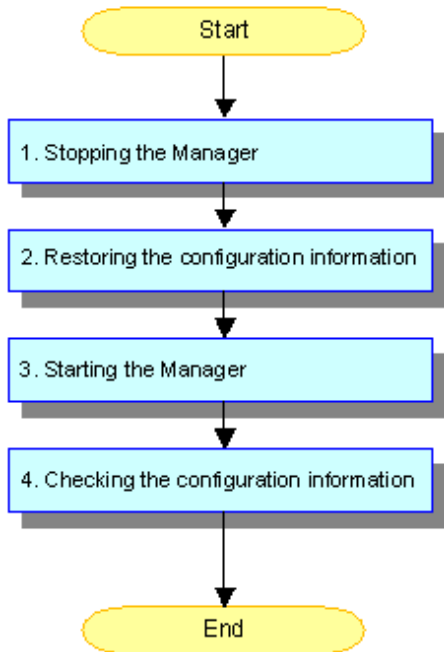 Start
1. Stopping the Manager
2. Restoring the configuration information
3. Starting the Manager
4. Checking the configuration information
End